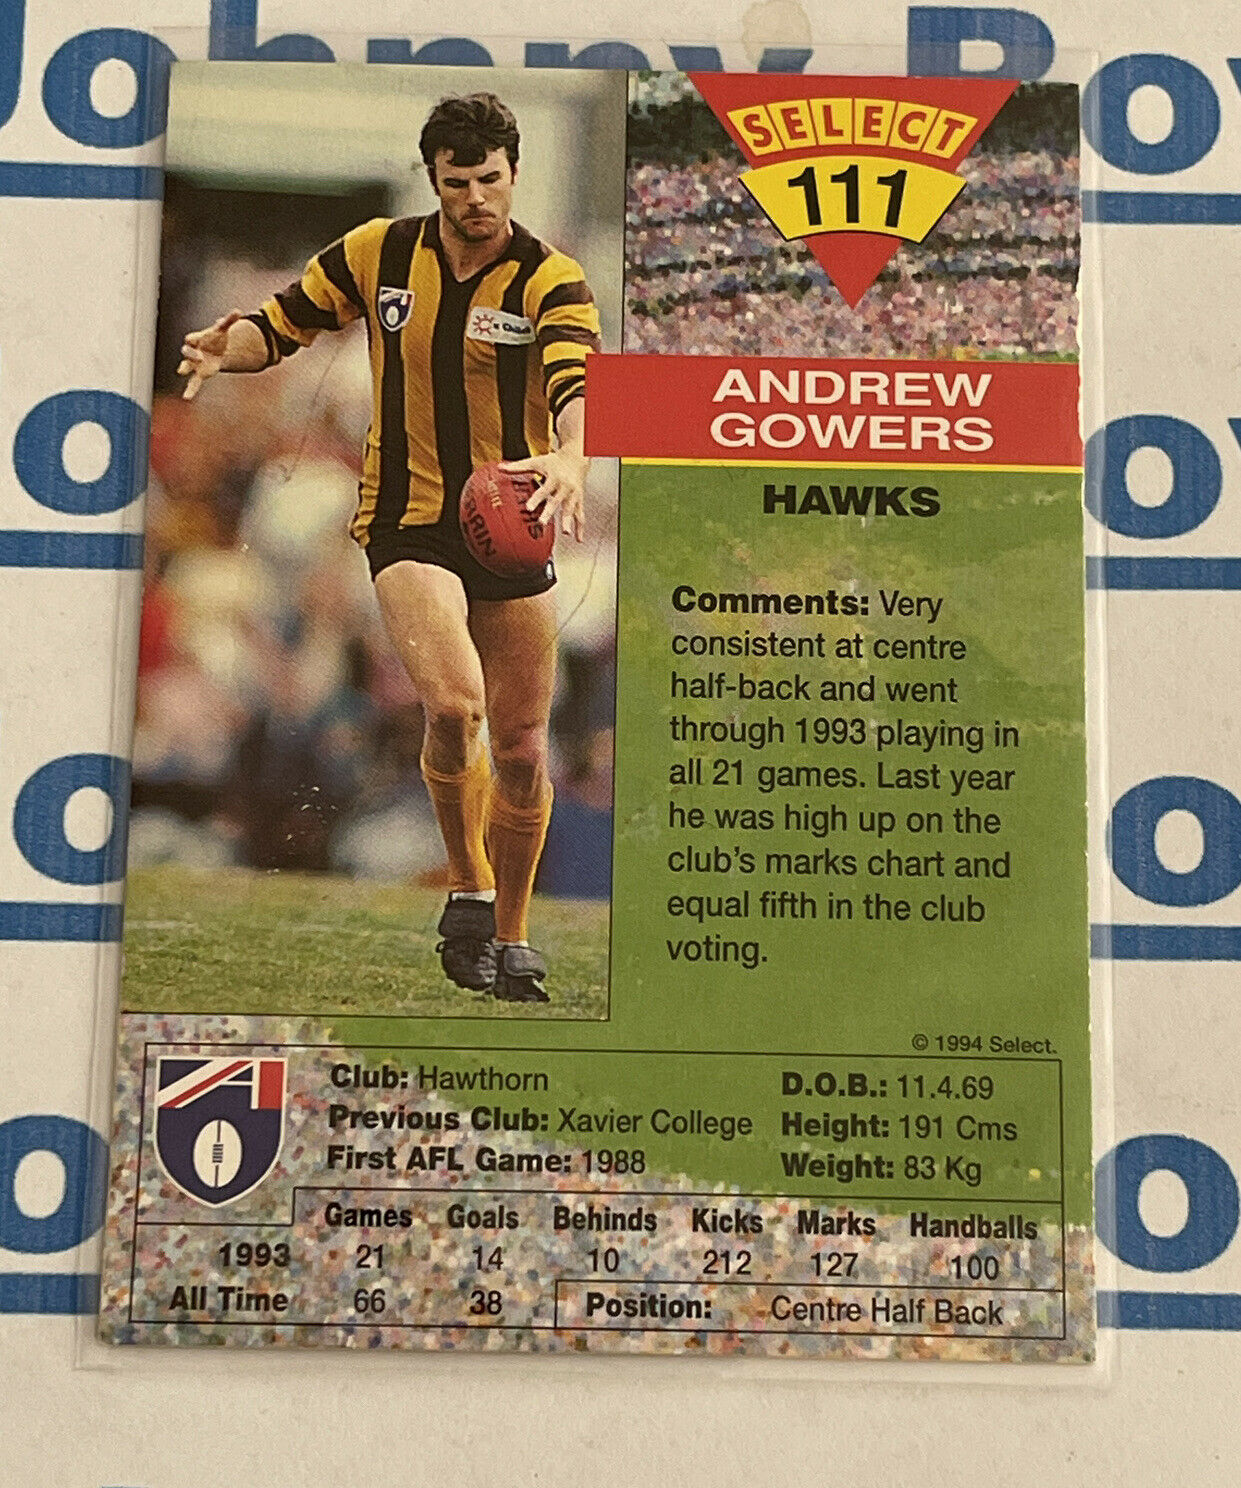 Johnny Boy
SELECT
111
ANDREW
GOWERS
HAWKS
Comments: Very
consistent at centre
half-back and went
through 1993 playing in
all 21 games. Last year
he was high up on the
club's marks chart and
equal fifth in the club
voting.
© 1994 Select.
Club: Hawthorn
D.O.B.: 11.4.69
Previous Club: Xavier College
Height: 191 Cms
First AFL Game: 1988
Weight: 83 Kg
Games Goals Behinds Kicks Marks Handballs
1993 21 14 10 212 127 100
All Time 66 38 Position: Centre Half Back